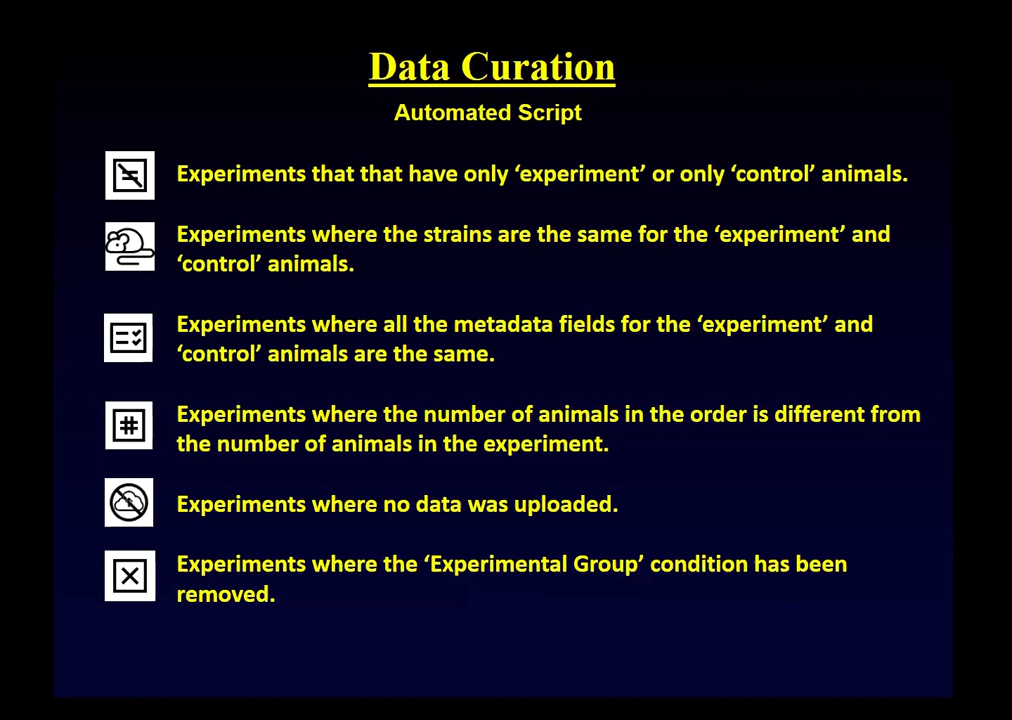 Data Curation
Automated Script
Experiments that that have only ‘experiment’ or only ‘control’ animals.
Experiments where the strains are the same for the ‘experiment’ and
‘control’ animals.
Experiments where all the metadata fields for the ‘experiment’ and
‘control’ animals are the same.
Experiments where the number of animals in the order is different from
the number of animals in the experiment.
Experiments where no data was uploaded.
Experiments where the ‘Experimental Group’ condition has been
removed.